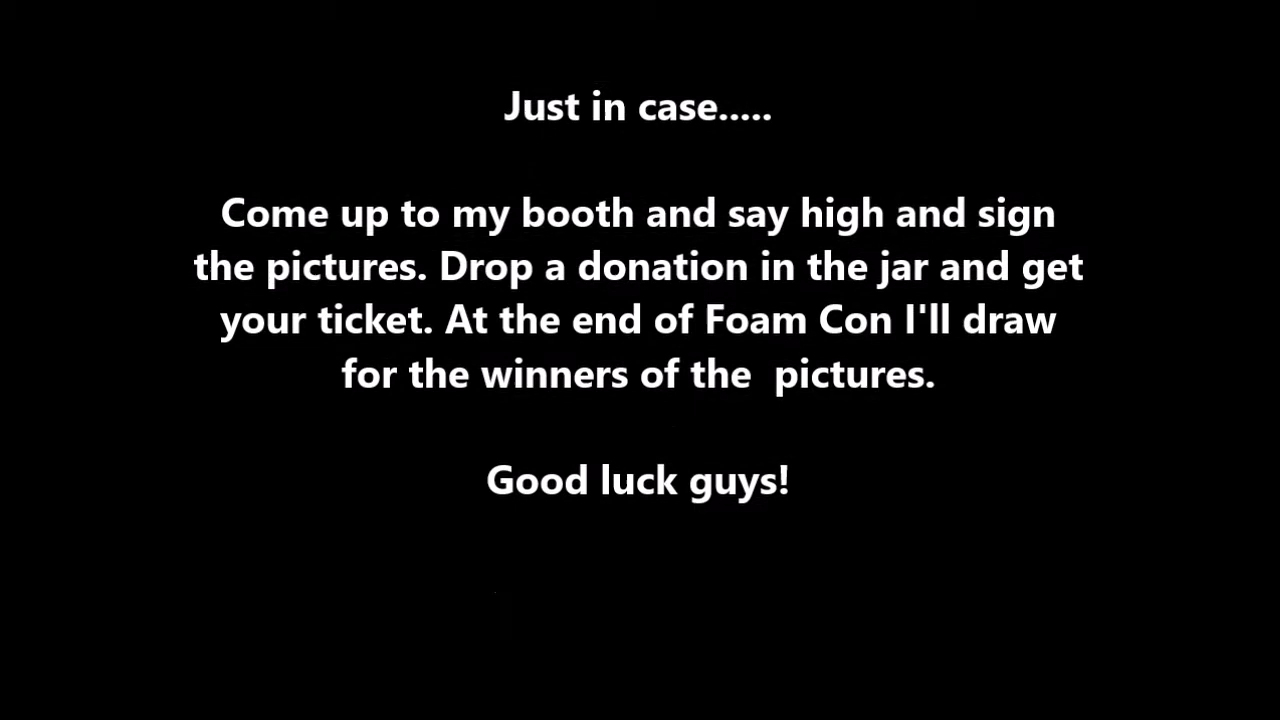 Just in case.....
Come up to my booth and say high and sign
the pictures. Drop a donation in the jar and get
your ticket. At the end of Foam Con I'll draw
for the winners of the  pictures.
Good luck guys!